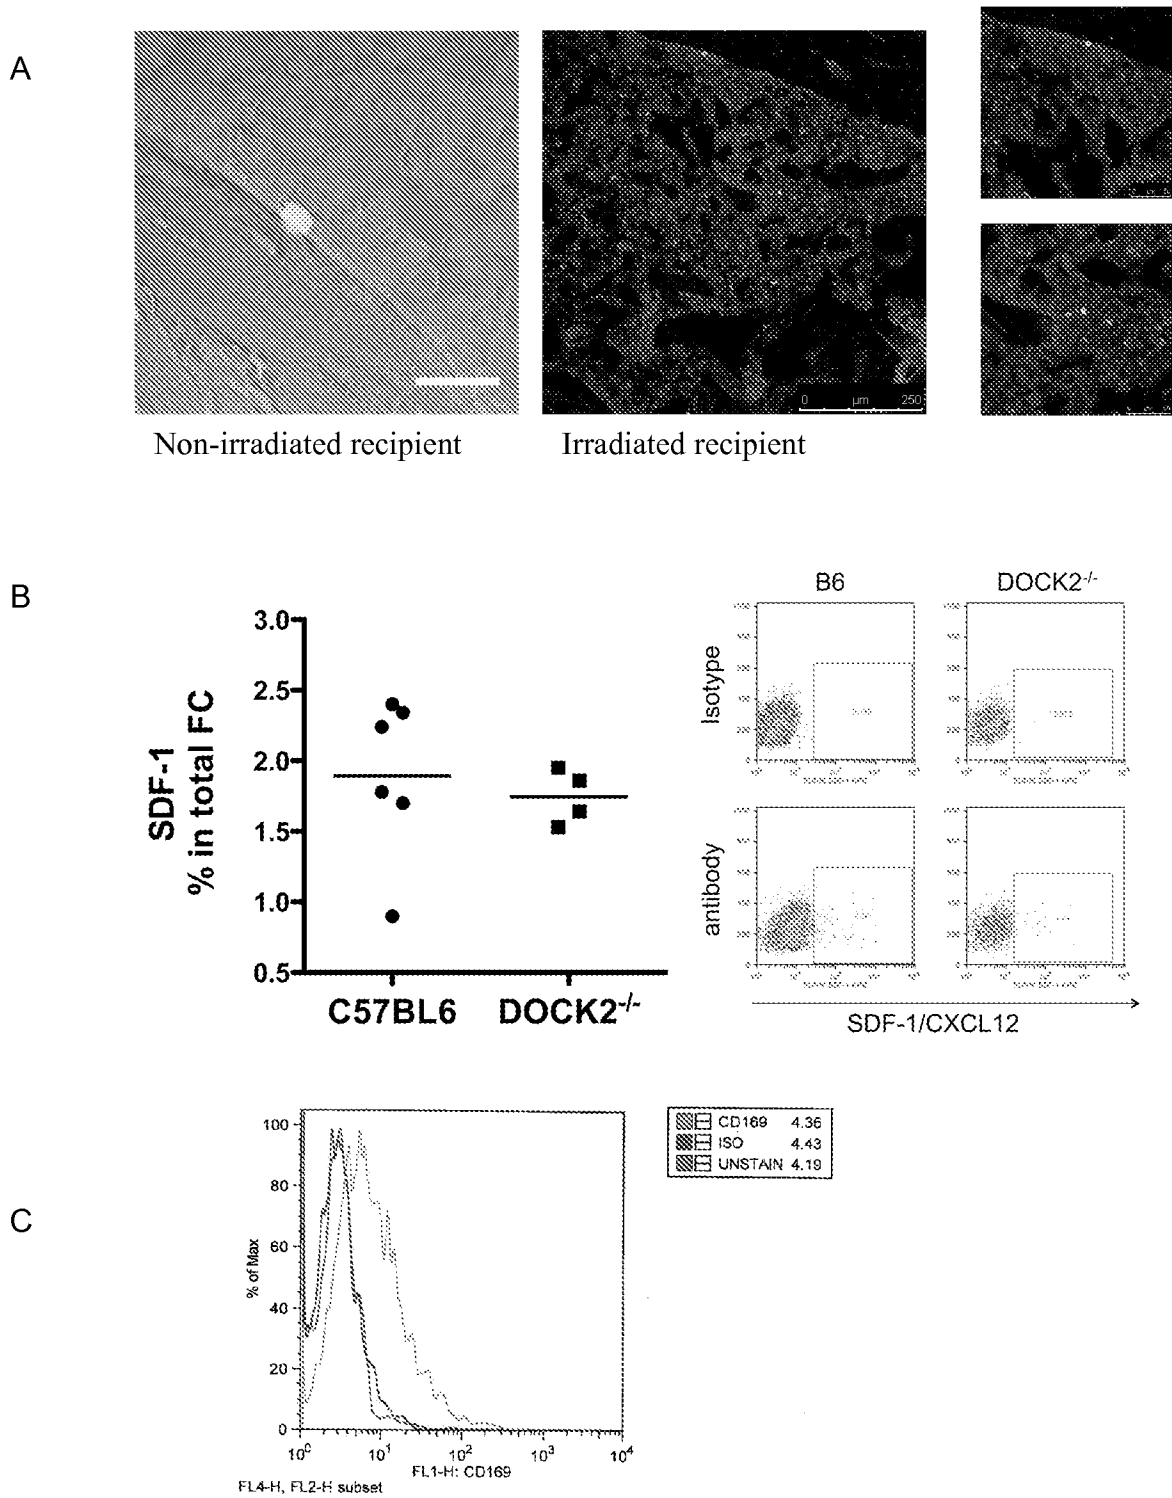 A
0 µm 250
Non-irradiated recipient
Irradiated recipient
B
SDF-1
% in total FC
3.0
2.5
2.0
1.5
1.0
0.5
C57BL6
DOCK2-/-
B6
DOCK2-/-
Isotype
antibody
SDF-1/CXCL12
C
% of Max
100
80
60
40
20
0
10^0
10^1
10^2
10^3
10^4
FL1-H: CD169
FL4-H, FL2-H subset
CD169 4.36
ISO 4.43
UNSTAIN 4.19